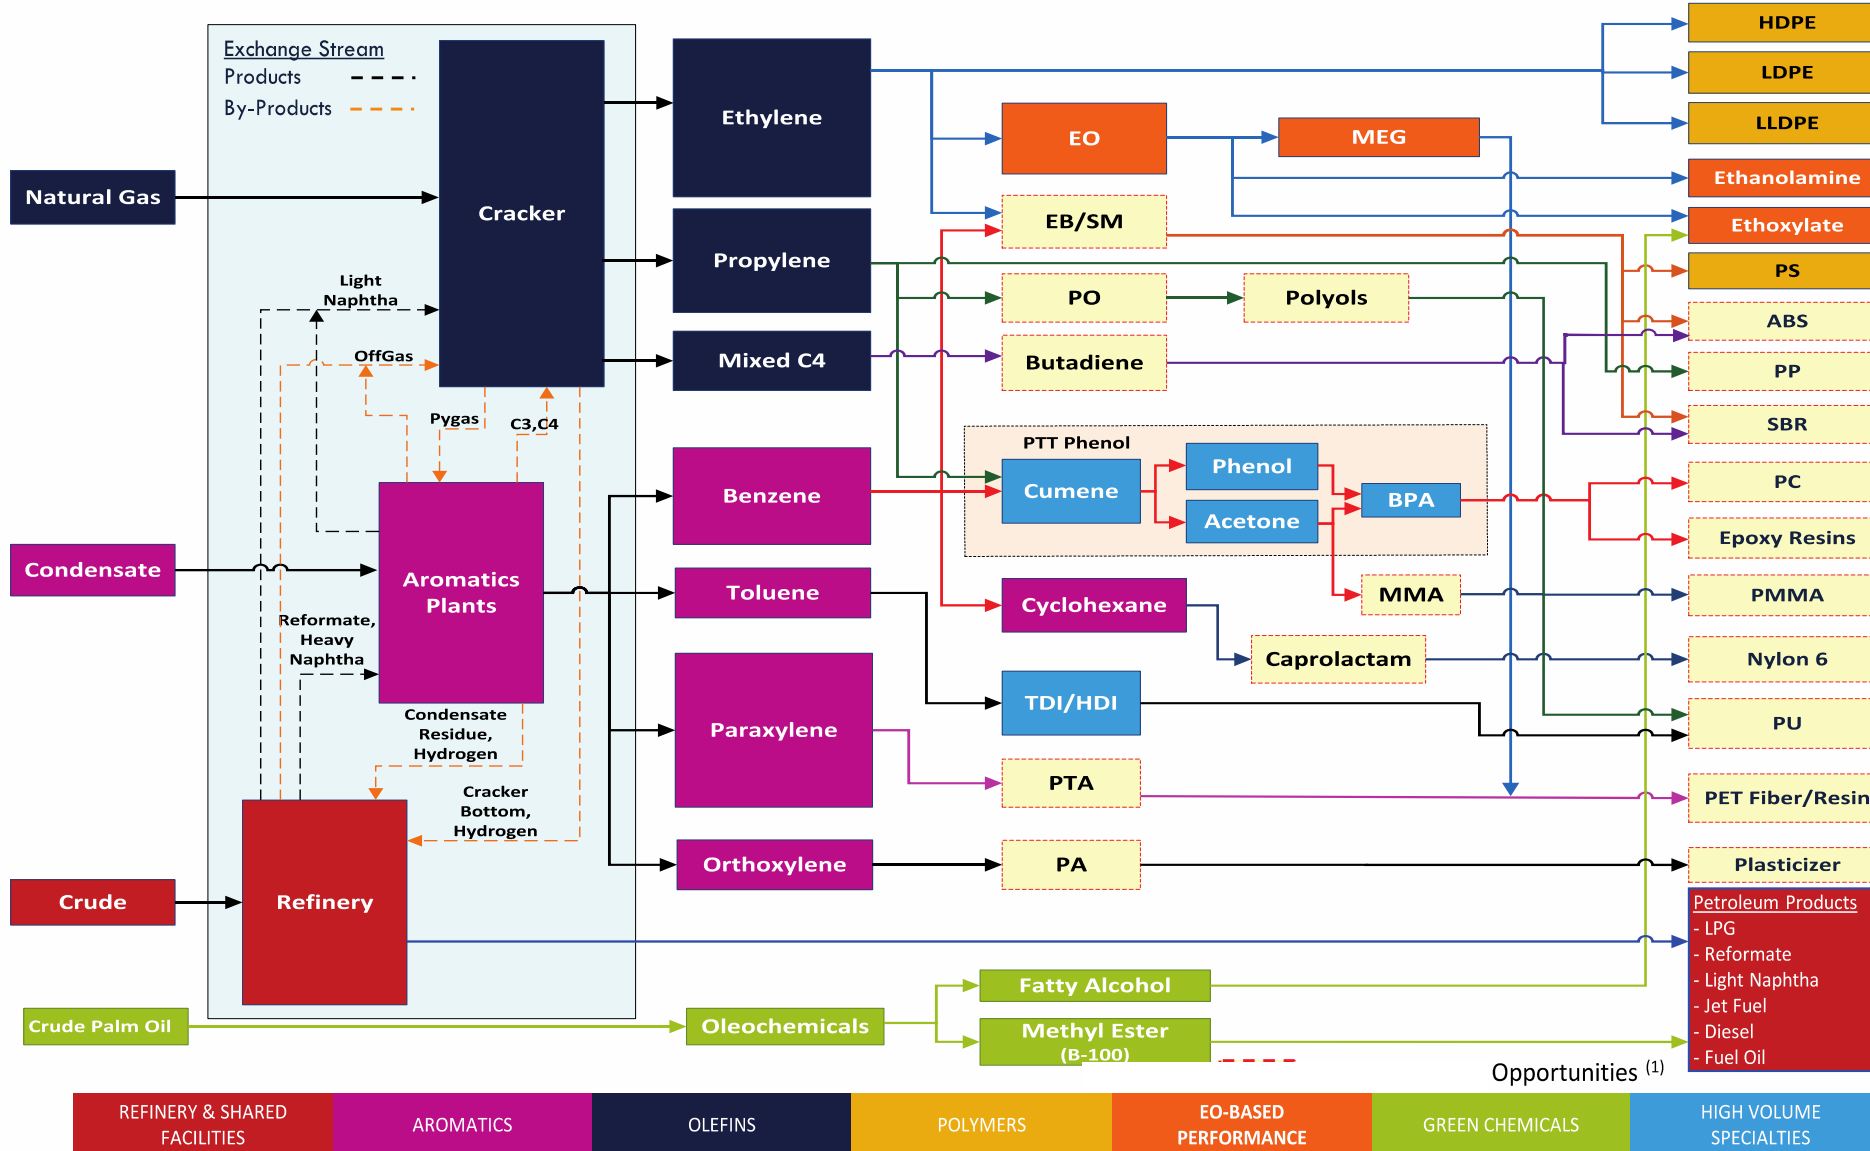 Exchange Stream
Products
By-Products
Natural Gas
Cracker
Light
Naphtha
OffGas
Pygas
C3,C4
Condensate
Aromatics
Plants
Reformate,
Heavy
Naphtha
Condensate
Residue,
Hydrogen
Cracker
Bottom,
Hydrogen
Crude
Refinery
Crude Palm Oil
Ethylene
Propylene
Mixed C4
Benzene
Toluene
Paraxylene
Orthoxylene
Oleochemicals
EO
MEG
EB/SM
PO
Polyols
Butadiene
PTT Phenol
Cumene
Phenol
Acetone
BPA
Cyclohexane
MMA
Caprolactam
TDI/HDI
PTA
PA
Fatty Alcohol
Methyl Ester
(B-100)
HDPE
LDPE
LLDPE
Ethanolamine
Ethoxylate
PS
ABS
PP
SBR
PC
Epoxy Resins
PMMA
Nylon 6
PU
PET Fiber/Resin
Plasticizer
Petroleum Products
- LPG
- Reformate
- Light Naphtha
- Jet Fuel
- Diesel
- Fuel Oil
Opportunities (1)
REFINERY & SHARED
FACILITIES
AROMATICS
OLEFINS
POLYMERS
EO-BASED
PERFORMANCE
GREEN CHEMICALS
HIGH VOLUME
SPECIALTIES